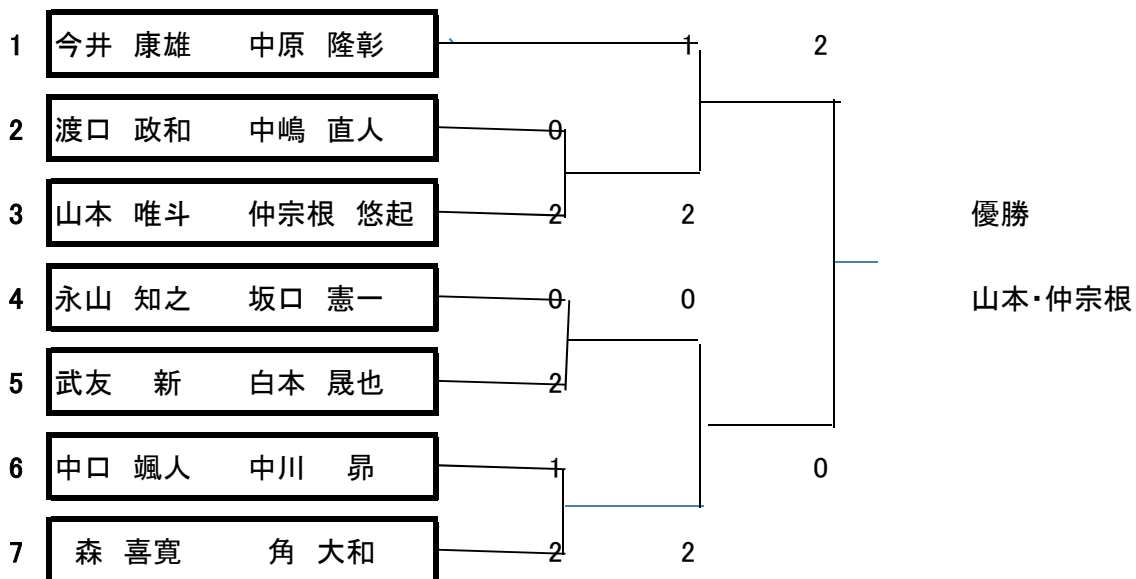 1 今井 康雄 中原 隆彰 1 2
2 渡口 政和 中嶋 直人 0
3 山本 唯斗 仲宗根 悠起 2 2 優勝
4 永山 知之 坂口 憲一 0 0 山本・仲宗根
5 武友 新 白本 晟也 2
6 中口 颯人 中川 昴 1 0
7 森 喜寛 角 大和 2 2